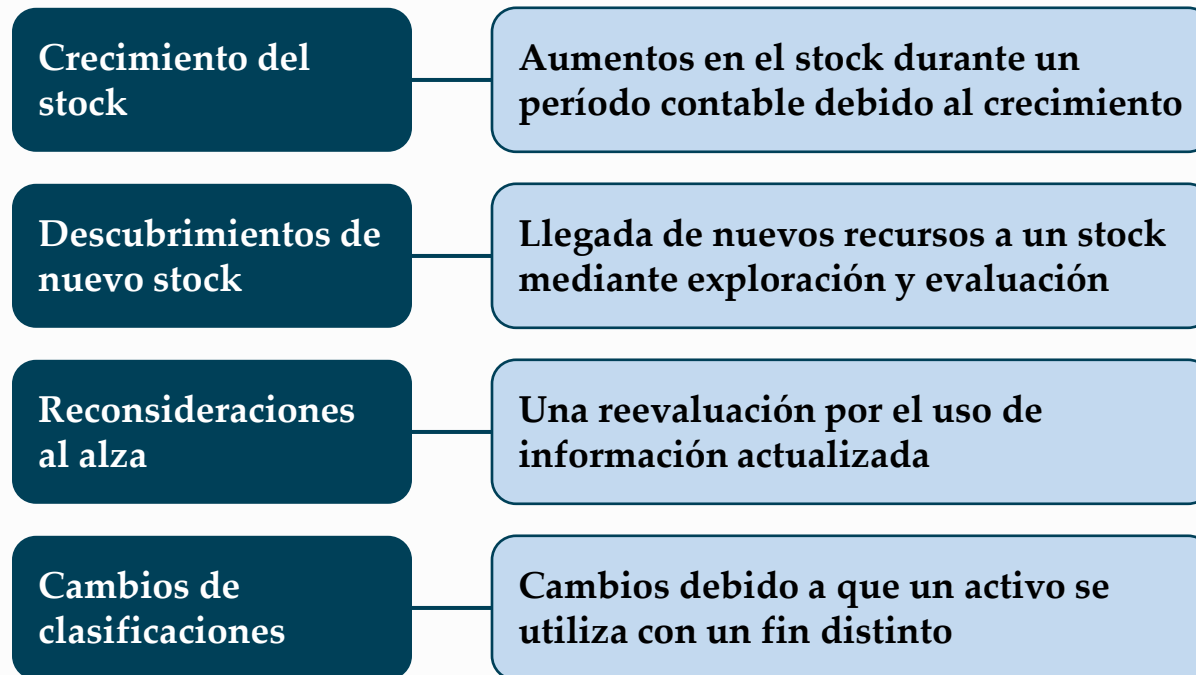 Crecimiento del
stock
Aumentos en el stock durante un
período contable debido al crecimiento
Descubrimientos de
nuevo stock
Llegada de nuevos recursos a un stock
mediante exploración y evaluación
Reconsideraciones
al alza
Una reevaluación por el uso de
información actualizada
Cambios de
clasificaciones
Cambios debido a que un activo se
utiliza con un fin distinto